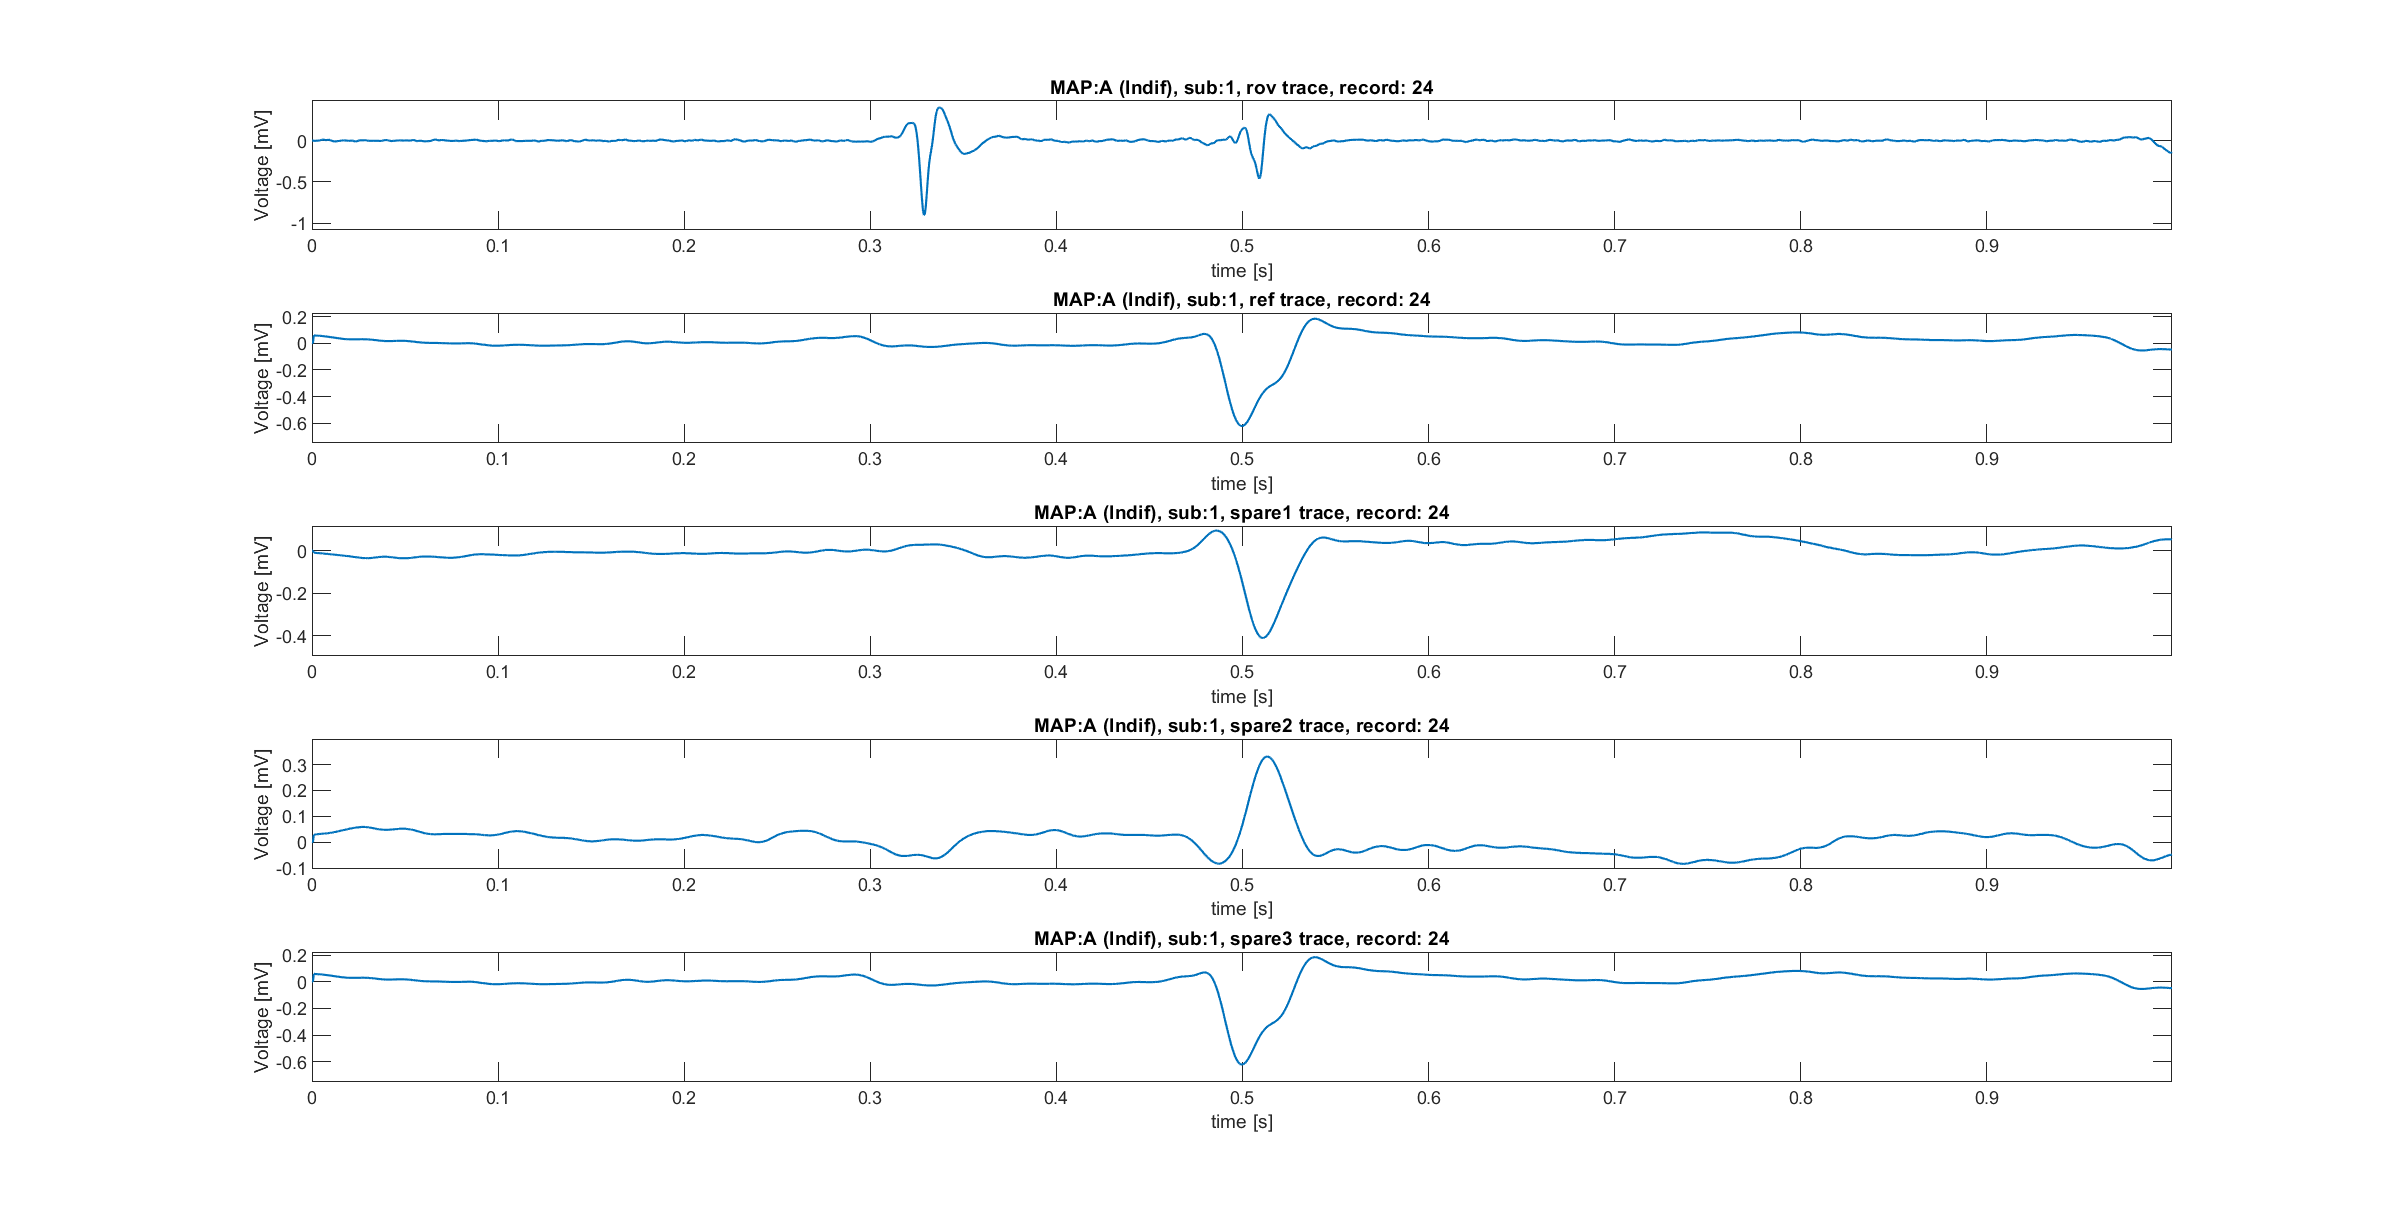 MAP:A (Indif), sub:1, rov trace, record: 24
Voltage [mV]
0
-0.5
-1
0 0.1 0.2 0.3 0.4 0.5 0.6 0.7 0.8 0.9
time [s]
MAP:A (Indif), sub:1, ref trace, record: 24
Voltage [mV]
0.2
0
-0.2
-0.4
-0.6
0 0.1 0.2 0.3 0.4 0.5 0.6 0.7 0.8 0.9
time [s]
MAP:A (Indif), sub:1, spare1 trace, record: 24
Voltage [mV]
0
-0.2
-0.4
0 0.1 0.2 0.3 0.4 0.5 0.6 0.7 0.8 0.9
time [s]
MAP:A (Indif), sub:1, spare2 trace, record: 24
Voltage [mV]
0.3
0.2
0.1
0
-0.1
0 0.1 0.2 0.3 0.4 0.5 0.6 0.7 0.8 0.9
time [s]
MAP:A (Indif), sub:1, spare3 trace, record: 24
Voltage [mV]
0.2
0
-0.2
-0.4
-0.6
0 0.1 0.2 0.3 0.4 0.5 0.6 0.7 0.8 0.9
time [s]